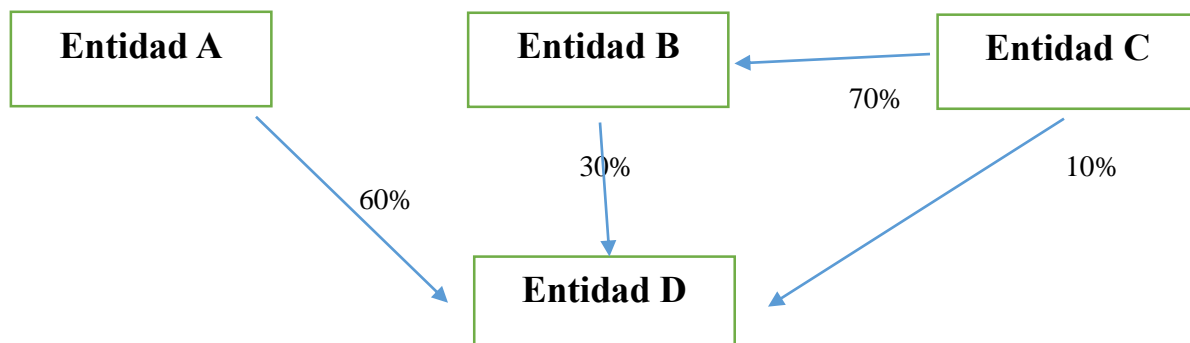 Entidad A
Entidad B
Entidad C
70%
30%
10%
60%
Entidad D